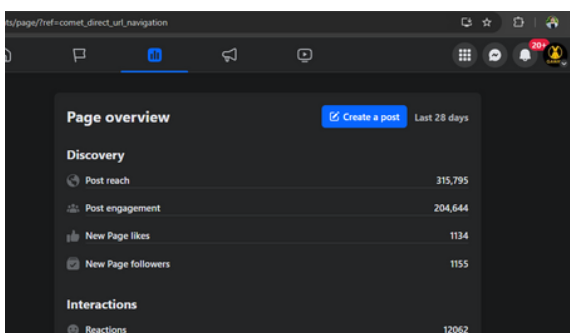 ts/page/?ref=comet_direct_url_navigation
20+
Page overview
Create a post
Last 28 days
Discovery
Post reach 315,795
Post engagement 204,644
New Page likes 1134
New Page followers 1155
Interactions
Reactions 12062